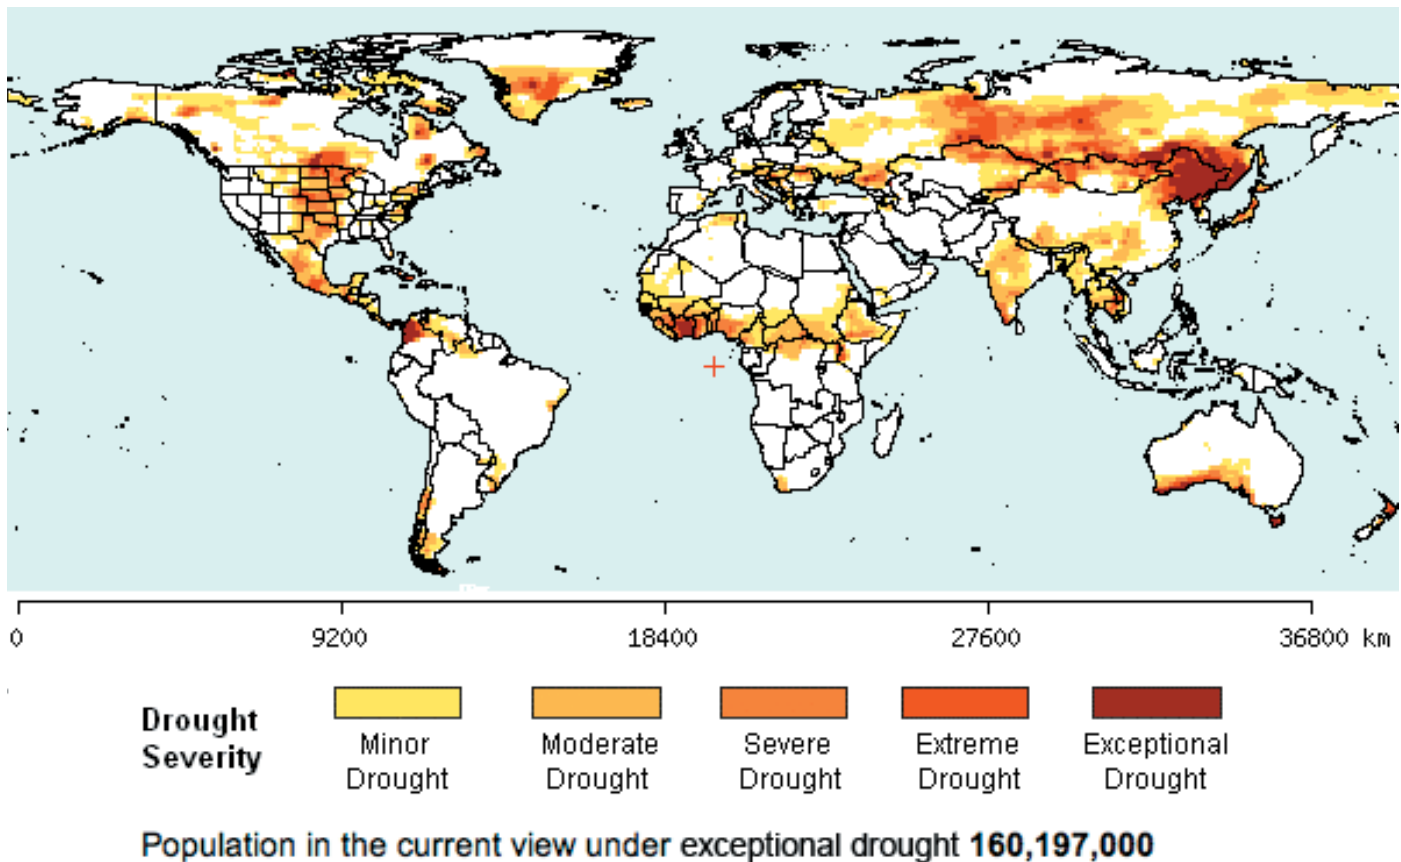 0 9200 18400 27600 36800 km
Drought Severity
Minor Drought
Moderate Drought
Severe Drought
Extreme Drought
Exceptional Drought
Population in the current view under exceptional drought 160,197,000